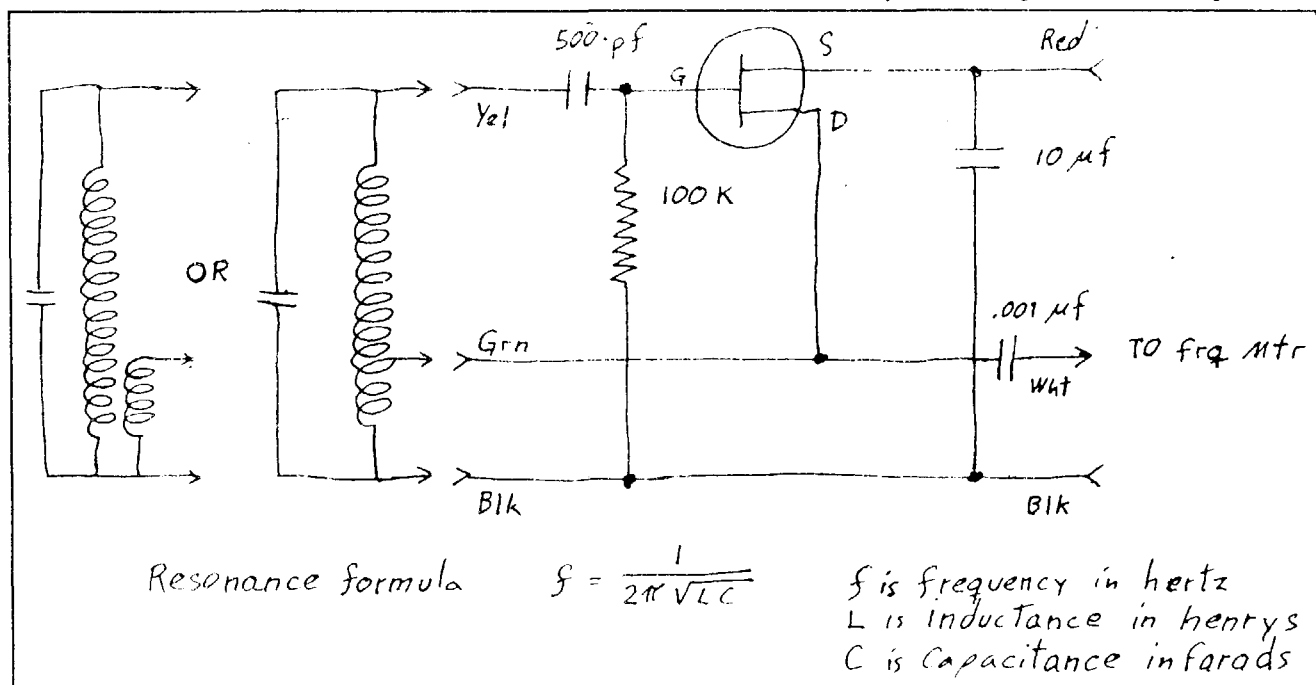 500·pf
S
Red
G
Yel
D
10 µf
100 K
OR
.001 µf
Grn
TO frq Mtr
Wht
Blk
Blk
Resonance formula f = 1 / 2π √LC
f is frequency in hertz
L is Inductance in henrys
C is Capacitance in farads